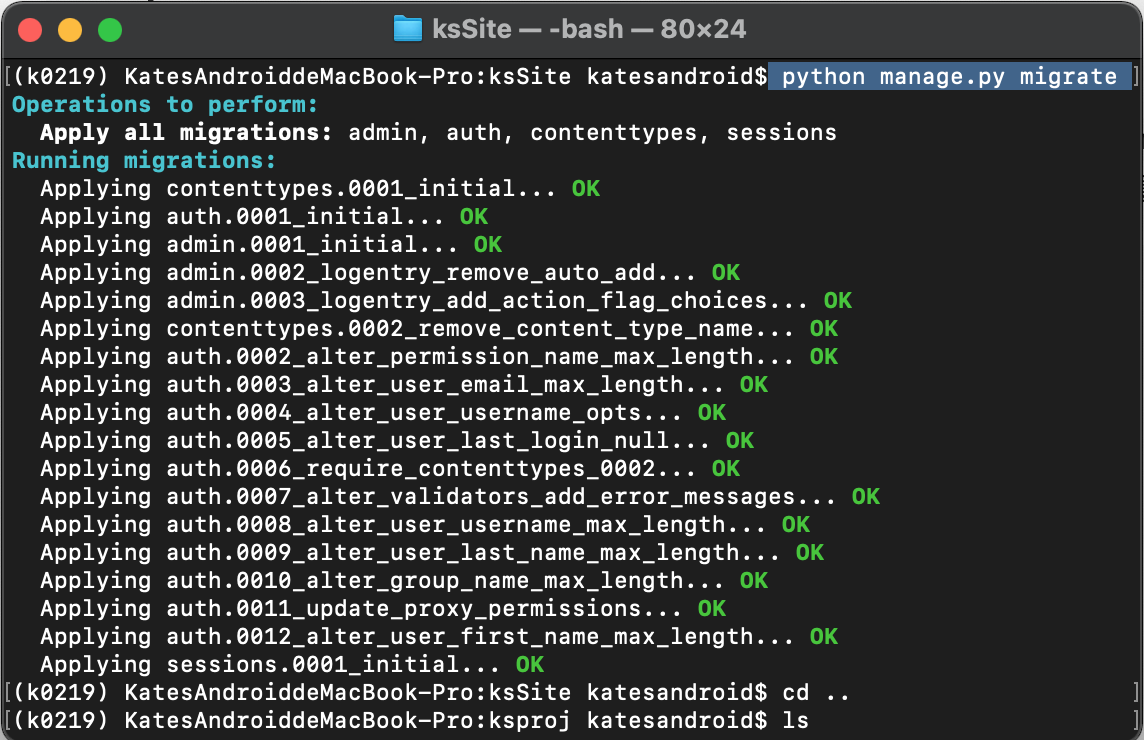 ksSite — -bash — 80×24
[(k0219) KatesAndroiddeMacBook-Pro:ksSite katesandroid$ python manage.py migrate ]
Operations to perform:
  Apply all migrations: admin, auth, contenttypes, sessions
Running migrations:
  Applying contenttypes.0001_initial... OK
  Applying auth.0001_initial... OK
  Applying admin.0001_initial... OK
  Applying admin.0002_logentry_remove_auto_add... OK
  Applying admin.0003_logentry_add_action_flag_choices... OK
  Applying contenttypes.0002_remove_content_type_name... OK
  Applying auth.0002_alter_permission_name_max_length... OK
  Applying auth.0003_alter_user_email_max_length... OK
  Applying auth.0004_alter_user_username_opts... OK
  Applying auth.0005_alter_user_last_login_null... OK
  Applying auth.0006_require_contenttypes_0002... OK
  Applying auth.0007_alter_validators_add_error_messages... OK
  Applying auth.0008_alter_user_username_max_length... OK
  Applying auth.0009_alter_user_last_name_max_length... OK
  Applying auth.0010_alter_group_name_max_length... OK
  Applying auth.0011_update_proxy_permissions... OK
  Applying auth.0012_alter_user_first_name_max_length... OK
  Applying sessions.0001_initial... OK
[(k0219) KatesAndroiddeMacBook-Pro:ksSite katesandroid$ cd .. ]
[(k0219) KatesAndroiddeMacBook-Pro:ksproj katesandroid$ ls ]